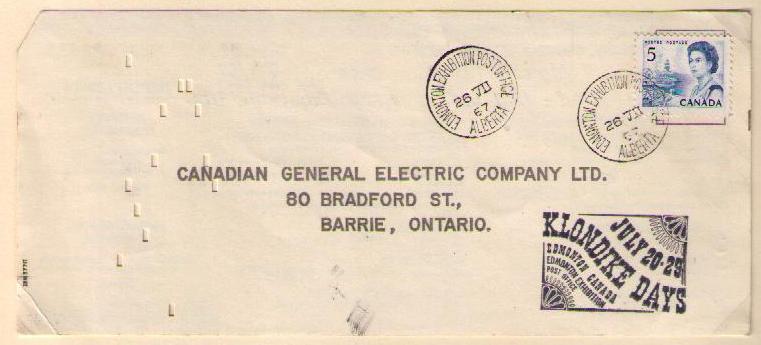 POSTES POSTAGE
5
CANADA
EDMONTON EXHIBITION POST OFFICE
26 VII
67
ALBERTA
EDMONTON EXHIBITION PO
26 VII
67
ALBERTA
CANADIAN GENERAL ELECTRIC COMPANY LTD.
80 BRADFORD ST.,
BARRIE, ONTARIO.
JULY 20-29
KLONDIKE DAYS
EDMONTON CANADA
EDMONTON EXHIBITION
POST OFFICE